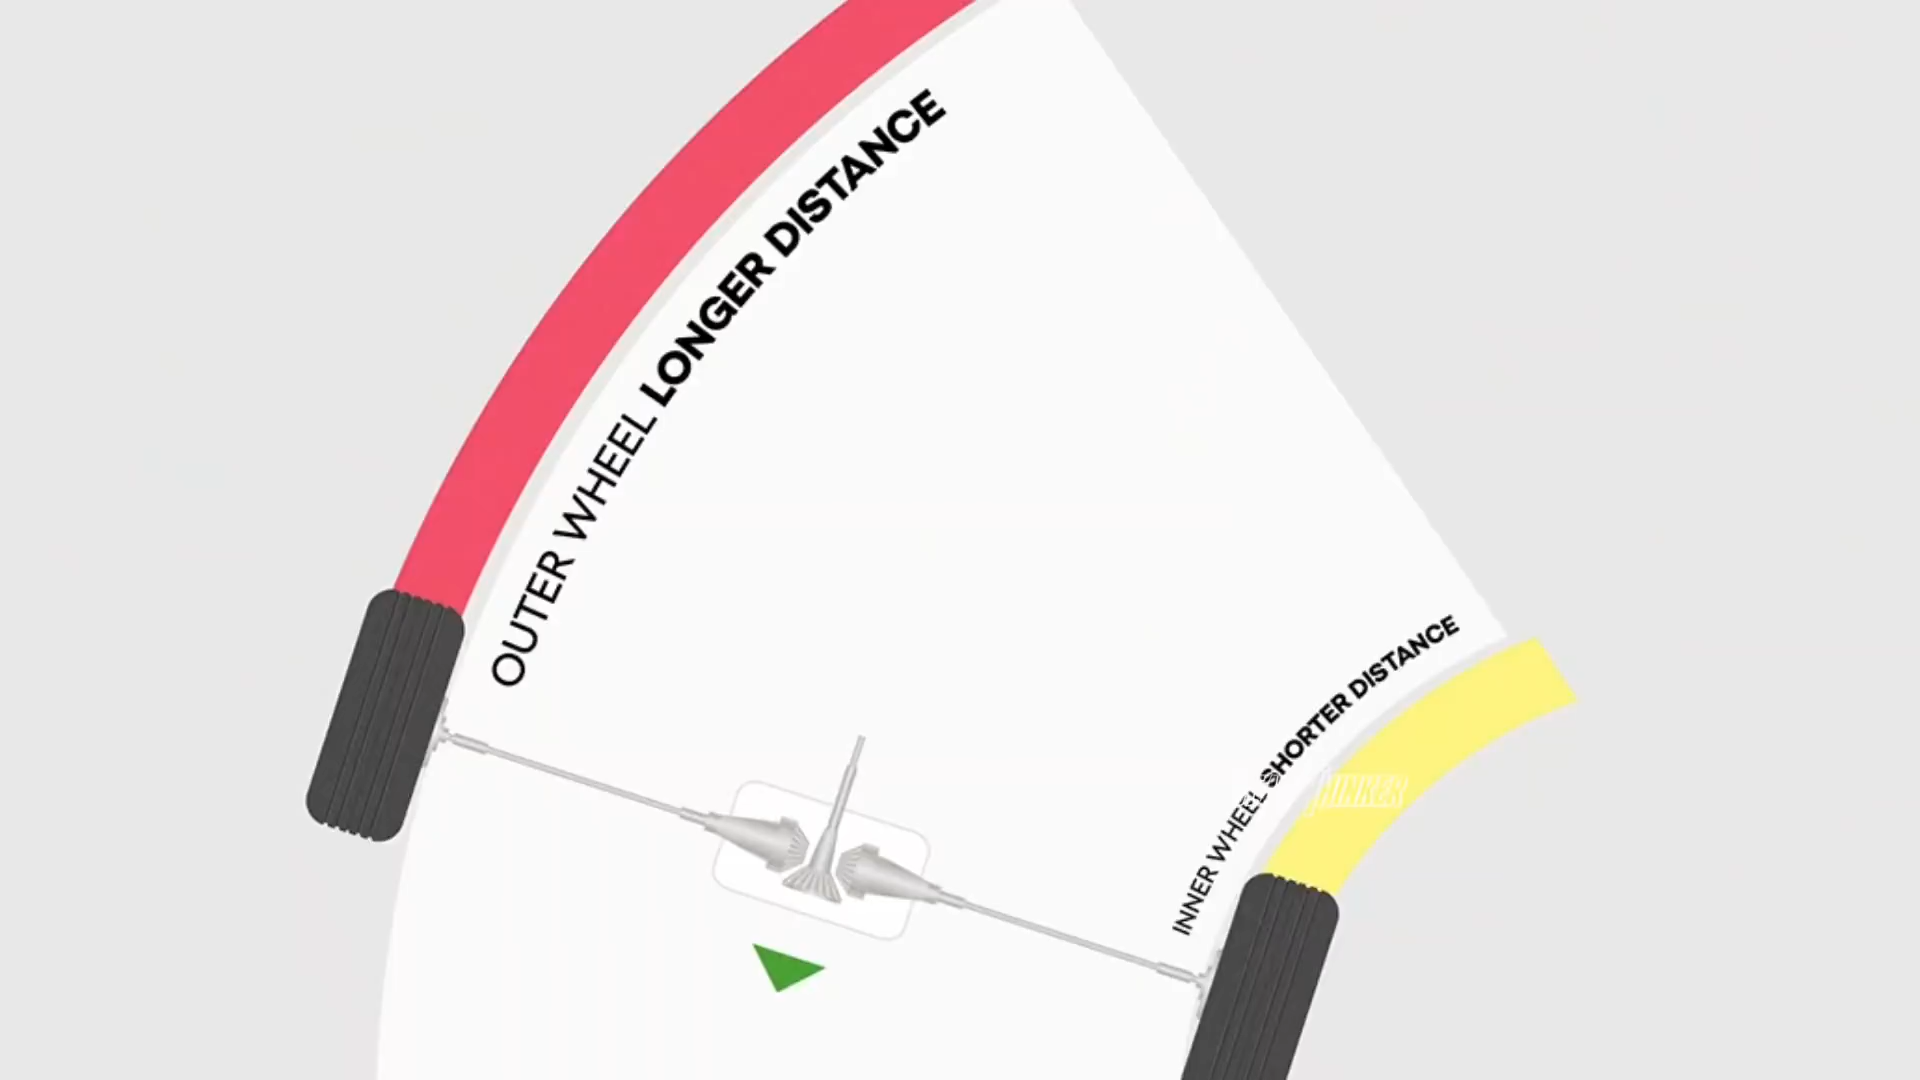 OUTER WHEEL LONGER DISTANCE
INNER WHEEL SHORTER DISTANCE